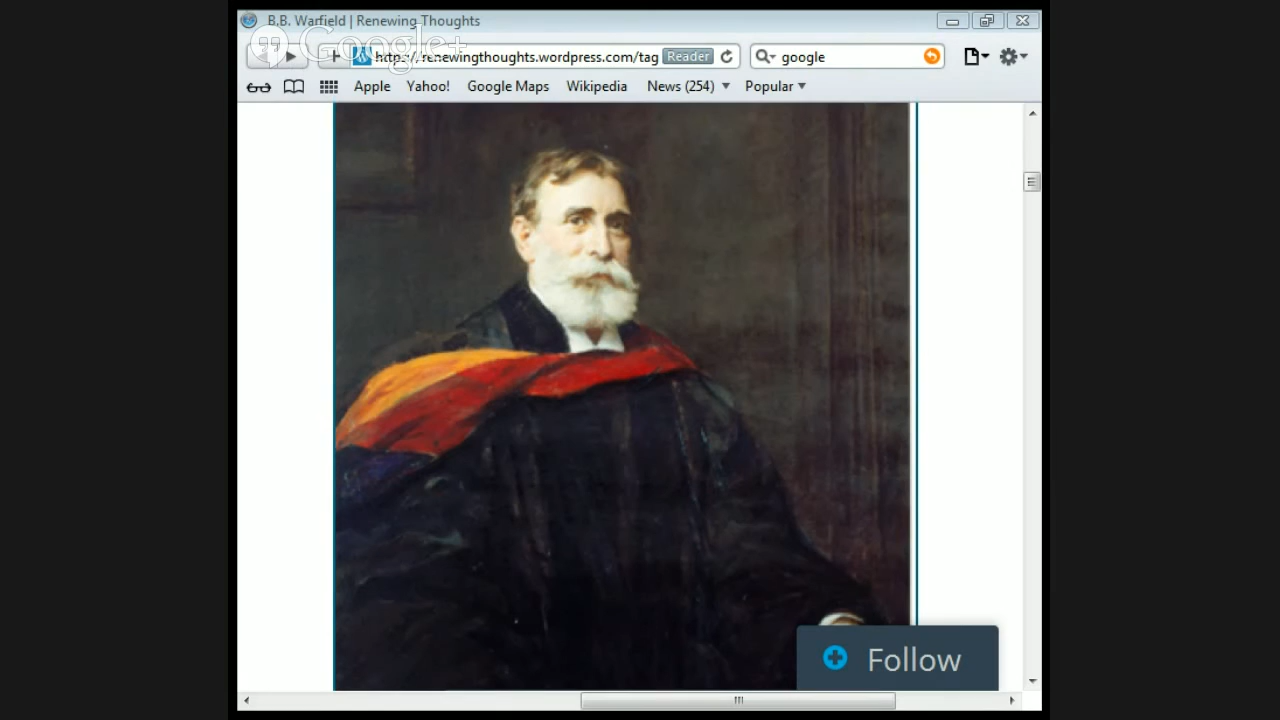 B.B. Warfield | Renewing Thoughts
Google+
https://renewingthoughts.wordpress.com/tag Reader google
Apple Yahoo! Google Maps Wikipedia News (254) Popular
Follow